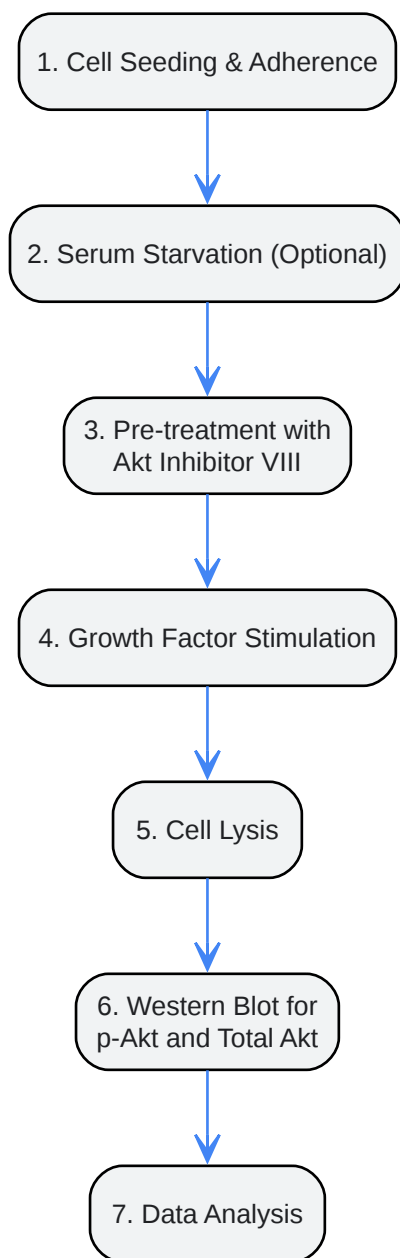 1. Cell Seeding & Adherence
2. Serum Starvation (Optional)
3. Pre-treatment with
Akt Inhibitor VIII
4. Growth Factor Stimulation
5. Cell Lysis
6. Western Blot for
p-Akt and Total Akt
7. Data Analysis